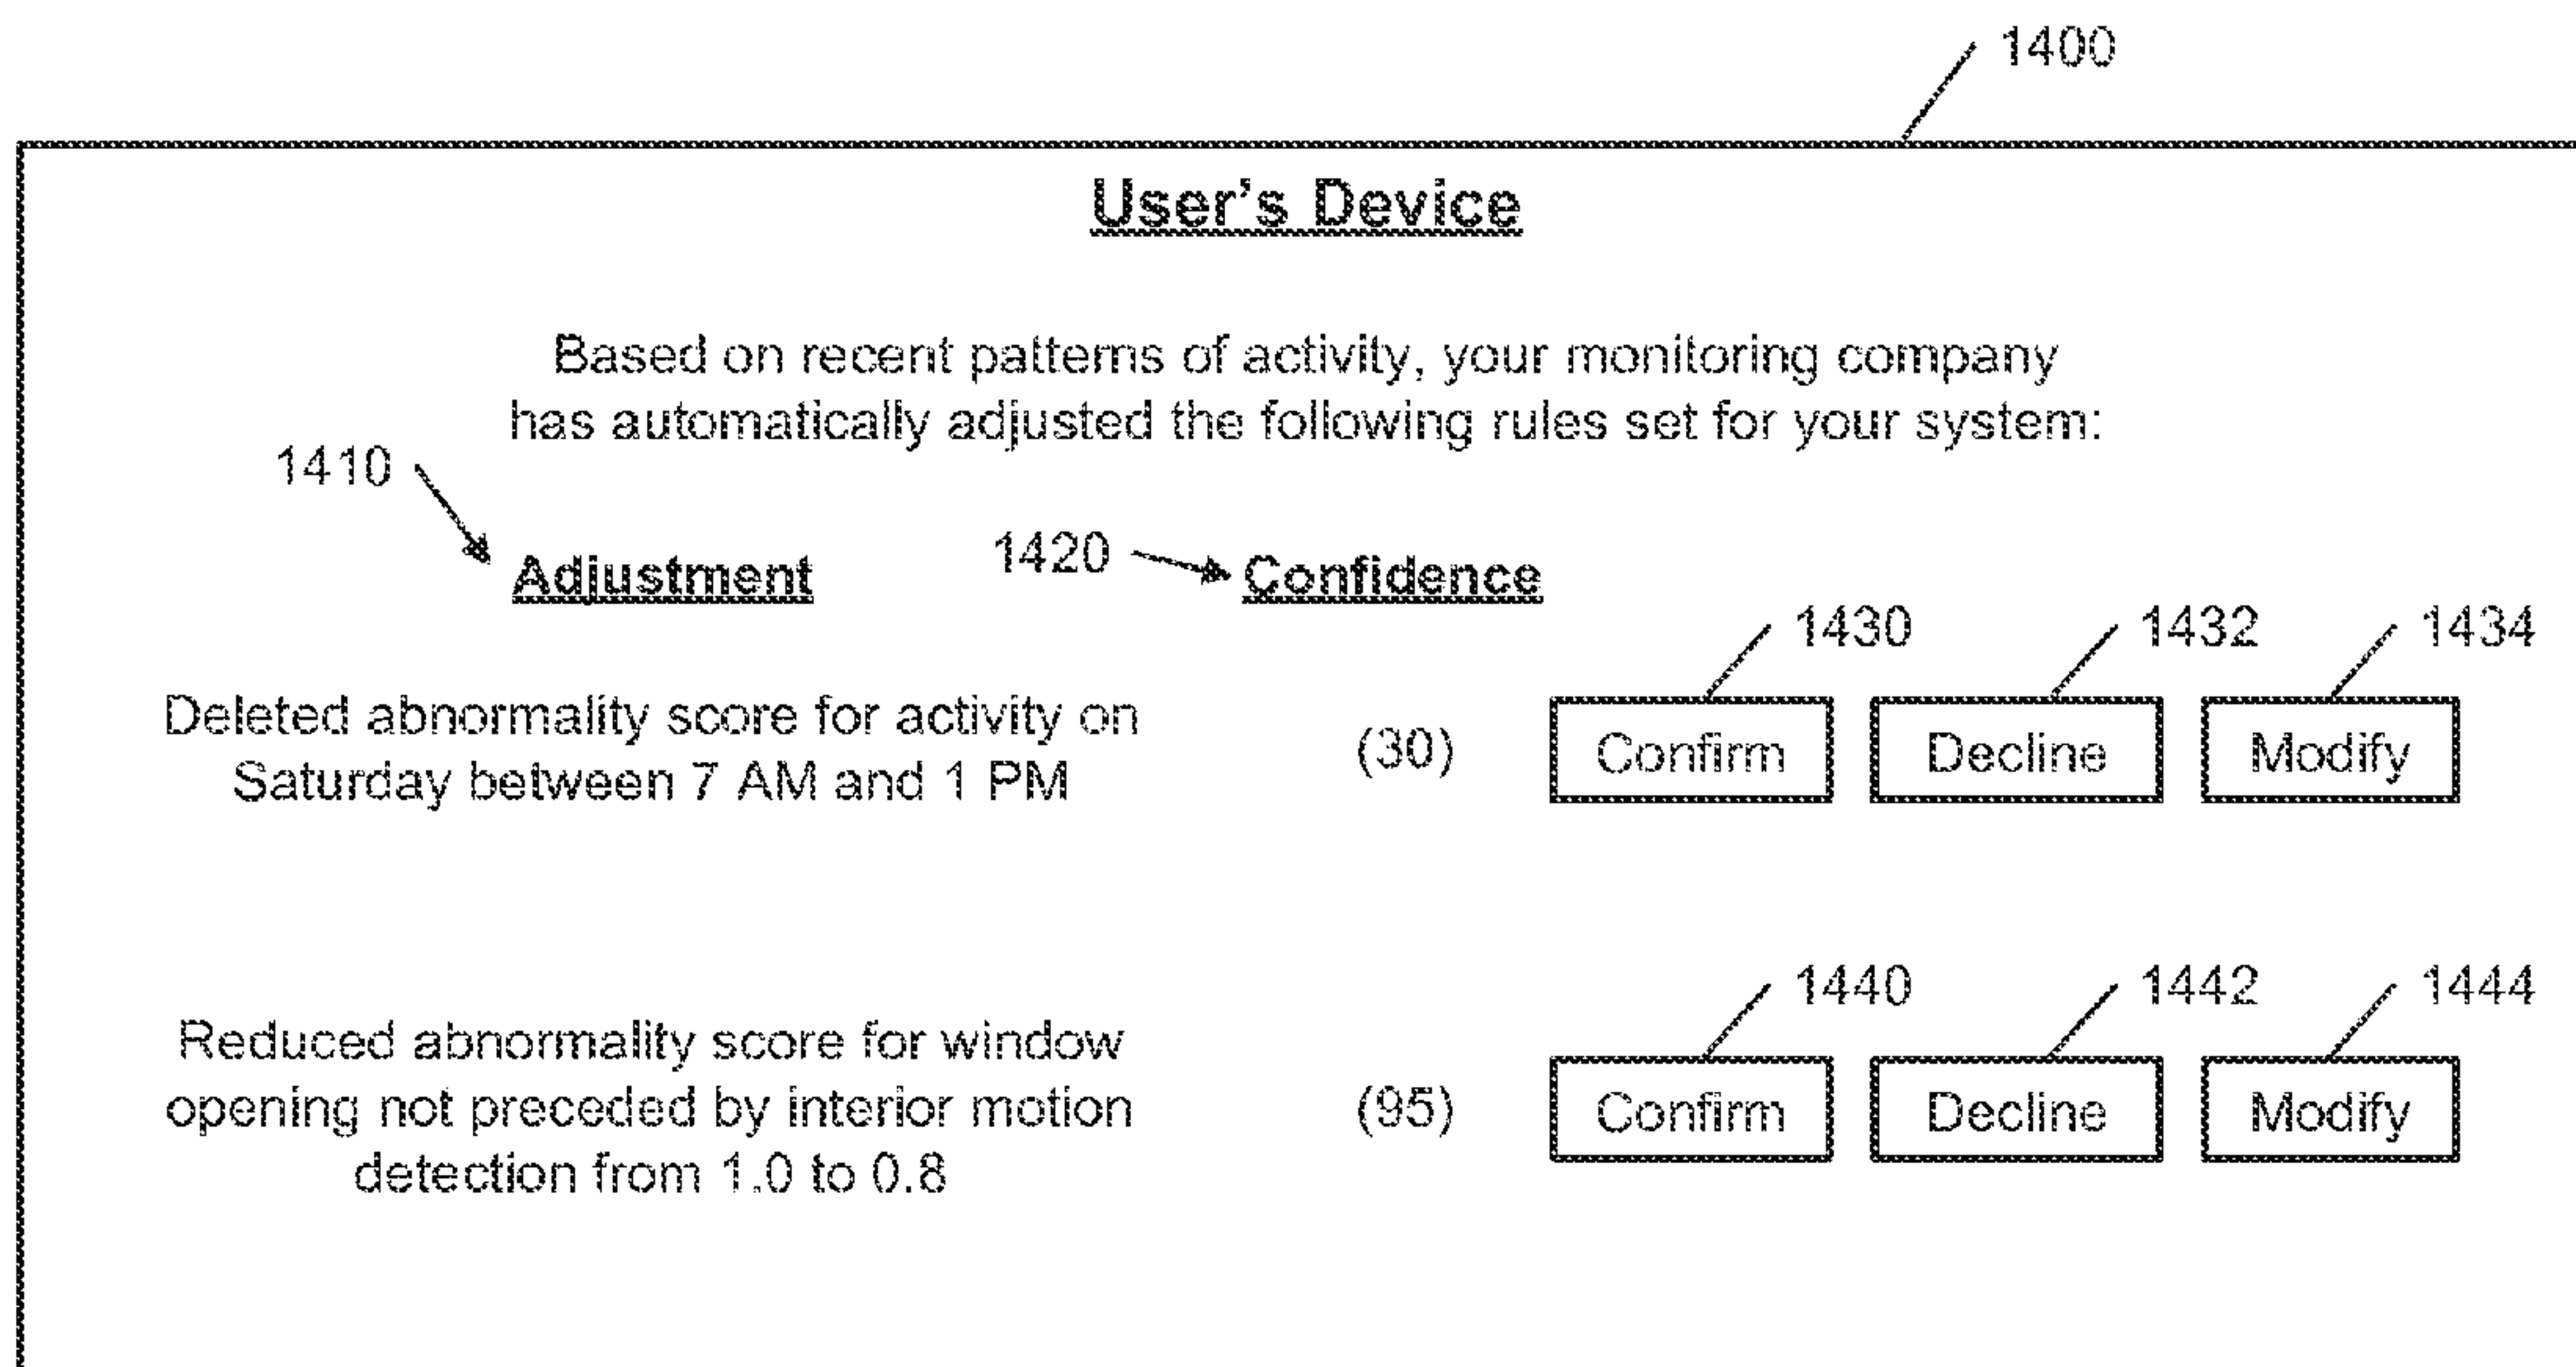 1400
User's Device
Based on recent patterns of activity, your monitoring company
has automatically adjusted the following rules set for your system:
1410
1420
Adjustment Confidence
1430 1432 1434
Deleted abnormality score for activity on
Saturday between 7 AM and 1 PM
(30) Confirm Decline Modify
1440 1442 1444
Reduced abnormality score for window
opening not preceded by interior motion
detection from 1.0 to 0.8
(95) Confirm Decline Modify